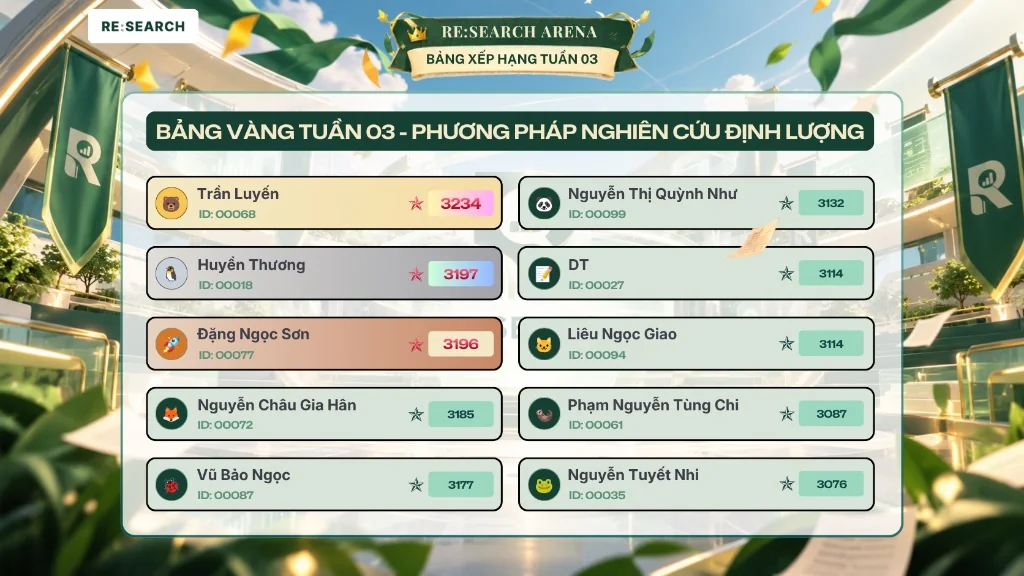 RE:SEARCH
RE:SEARCH ARENA
BẢNG XẾP HẠNG TUẦN 03
BẢNG VÀNG TUẦN 03 - PHƯƠNG PHÁP NGHIÊN CỨU ĐỊNH LƯỢNG
Trần Luyến
ID: 00068
3234
Huyền Thương
ID: 00018
3197
Đặng Ngọc Sơn
ID: 00077
3196
Nguyễn Châu Gia Hân
ID: 00072
3185
Vũ Bảo Ngọc
ID: 00087
3177
Nguyễn Thị Quỳnh Như
ID: 00099
3132
DT
ID: 00027
3114
Liêu Ngọc Giao
ID: 00094
3114
Phạm Nguyễn Tùng Chi
ID: 00061
3087
Nguyễn Tuyết Nhi
ID: 00035
3076